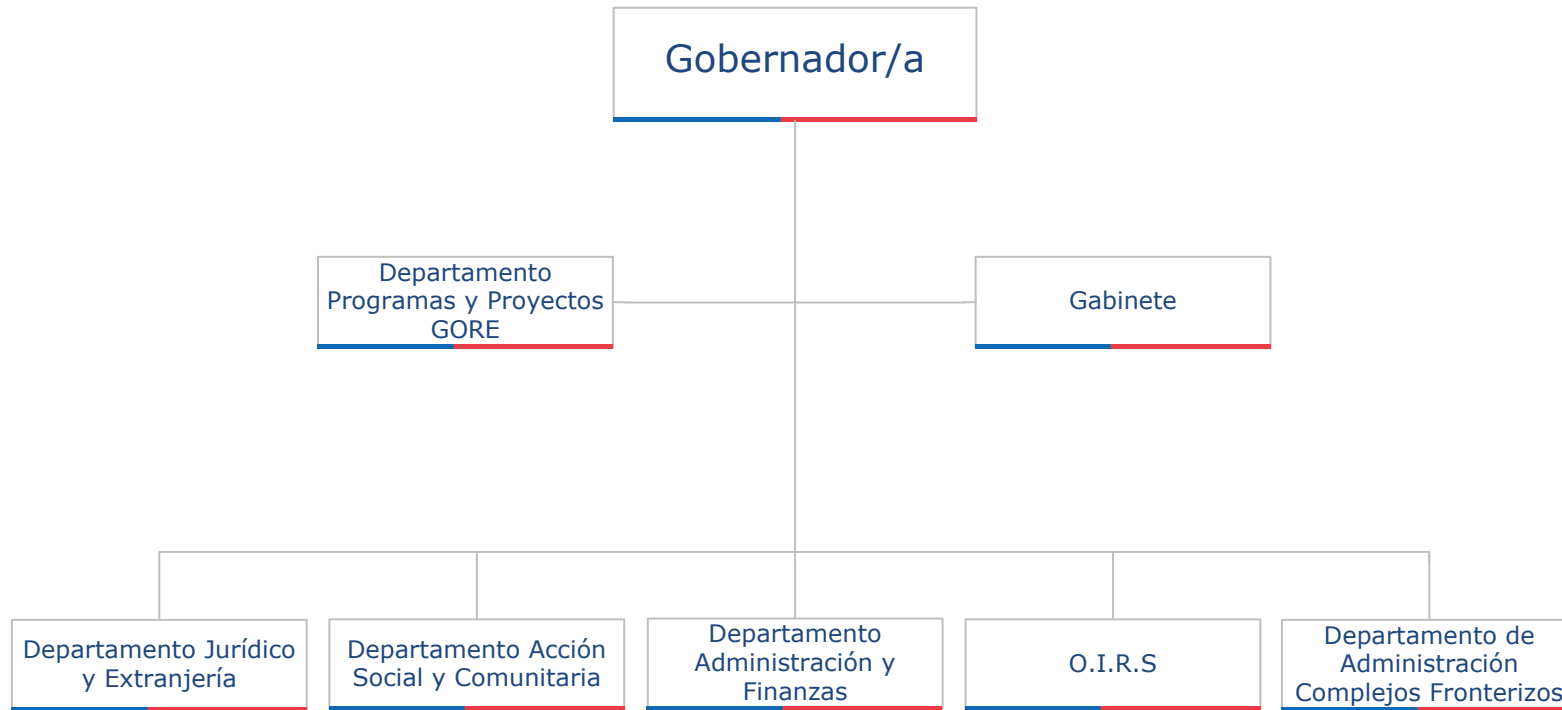 Gobernador/a
Departamento
Programas y Proyectos
GORE
Gabinete
Departamento Jurídico
y Extranjería
Departamento Acción
Social y Comunitaria
Departamento
Administración y
Finanzas
O.I.R.S
Departamento de
Administración
Complejos Fronterizos